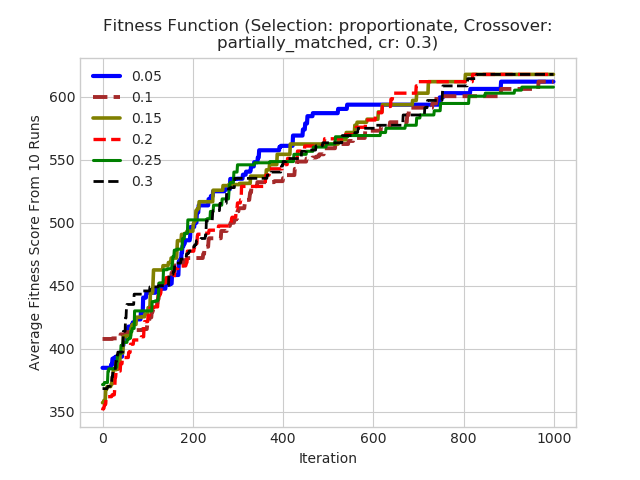 Fitness Function (Selection: proportionate, Crossover:
partially_matched, cr: 0.3)
Average Fitness Score From 10 Runs
600
550
500
450
400
350
0.05
0.1
0.15
0.2
0.25
0.3
0 200 400 600 800 1000
Iteration